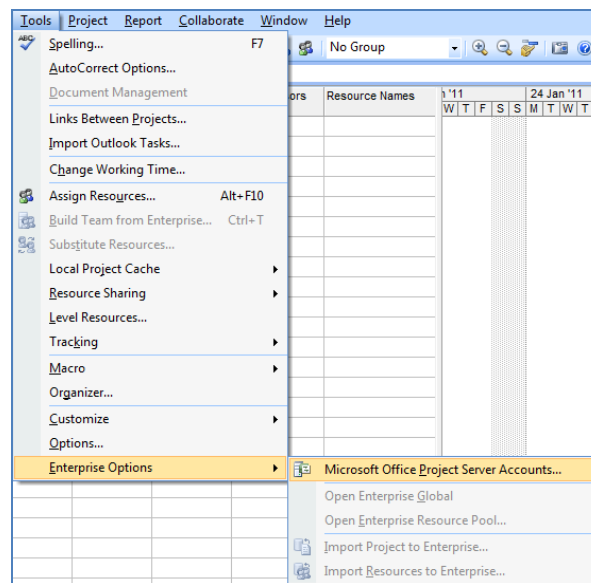 Tools Project Report Collaborate Window Help
ABC Spelling... F7 No Group
AutoCorrect Options...
Document Management
ors Resource Names '11 24 Jan '11
W T F S S M T W T
Links Between Projects...
Import Outlook Tasks...
Change Working Time...
Assign Resources... Alt+F10
Build Team from Enterprise... Ctrl+T
Substitute Resources...
Local Project Cache
Resource Sharing
Level Resources...
Tracking
Macro
Organizer...
Customize
Options...
Enterprise Options Microsoft Office Project Server Accounts...
Open Enterprise Global
Open Enterprise Resource Pool...
Import Project to Enterprise...
Import Resources to Enterprise...